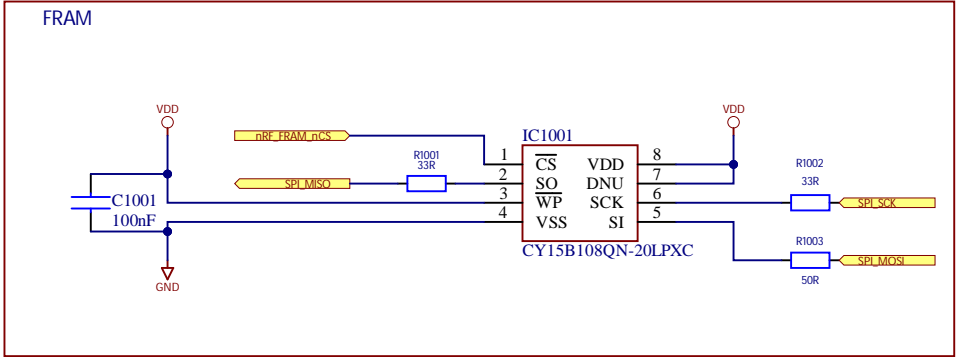 FRAM
VDD
VDD
nRF_FRAM_nCS
IC1001
R1001
33R
1
CS
VDD
8
R1002
33R
SPI_MISO
2
SO
DNU
7
C1001
100nF
3
WP
SCK
6
SPI_SCK
4
VSS
SI
5
CY15B108QN-20LPXC
R1003
SPI_MOSI
50R
GND